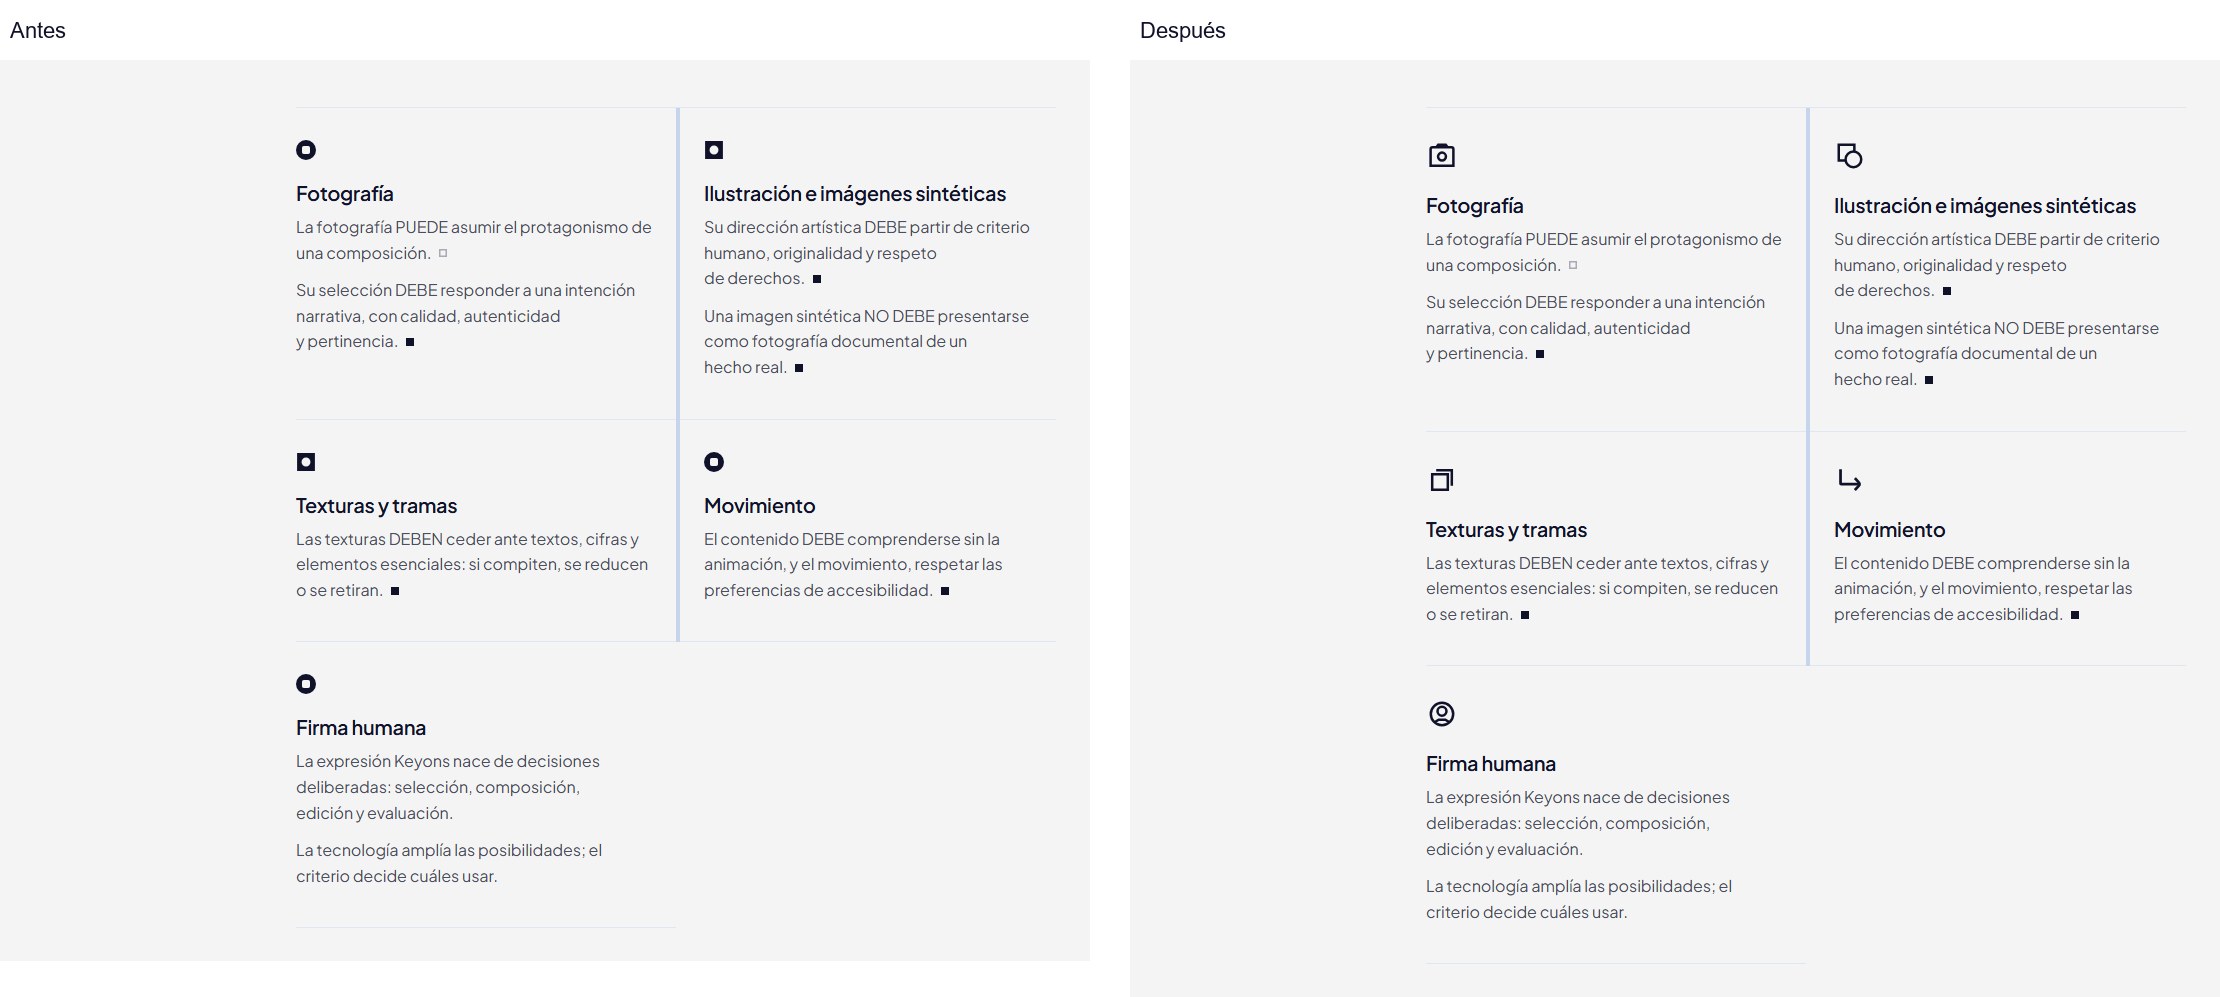 Antes
Fotografía
La fotografía PUEDE asumir el protagonismo de
una composición.
Su selección DEBE responder a una intención
narrativa, con calidad, autenticidad
y pertinencia.
Ilustración e imágenes sintéticas
Su dirección artística DEBE partir de criterio
humano, originalidad y respeto
de derechos.
Una imagen sintética NO DEBE presentarse
como fotografía documental de un
hecho real.
Texturas y tramas
Las texturas DEBEN ceder ante textos, cifras y
elementos esenciales: si compiten, se reducen
o se retiran.
Movimiento
El contenido DEBE comprenderse sin la
animación, y el movimiento, respetar las
preferencias de accesibilidad.
Firma humana
La expresión Keyons nace de decisiones
deliberadas: selección, composición,
edición y evaluación.
La tecnología amplía las posibilidades; el
criterio decide cuáles usar.
Después
Fotografía
La fotografía PUEDE asumir el protagonismo de
una composición.
Su selección DEBE responder a una intención
narrativa, con calidad, autenticidad
y pertinencia.
Ilustración e imágenes sintéticas
Su dirección artística DEBE partir de criterio
humano, originalidad y respeto
de derechos.
Una imagen sintética NO DEBE presentarse
como fotografía documental de un
hecho real.
Texturas y tramas
Las texturas DEBEN ceder ante textos, cifras y
elementos esenciales: si compiten, se reducen
o se retiran.
Movimiento
El contenido DEBE comprenderse sin la
animación, y el movimiento, respetar las
preferencias de accesibilidad.
Firma humana
La expresión Keyons nace de decisiones
deliberadas: selección, composición,
edición y evaluación.
La tecnología amplía las posibilidades; el
criterio decide cuáles usar.